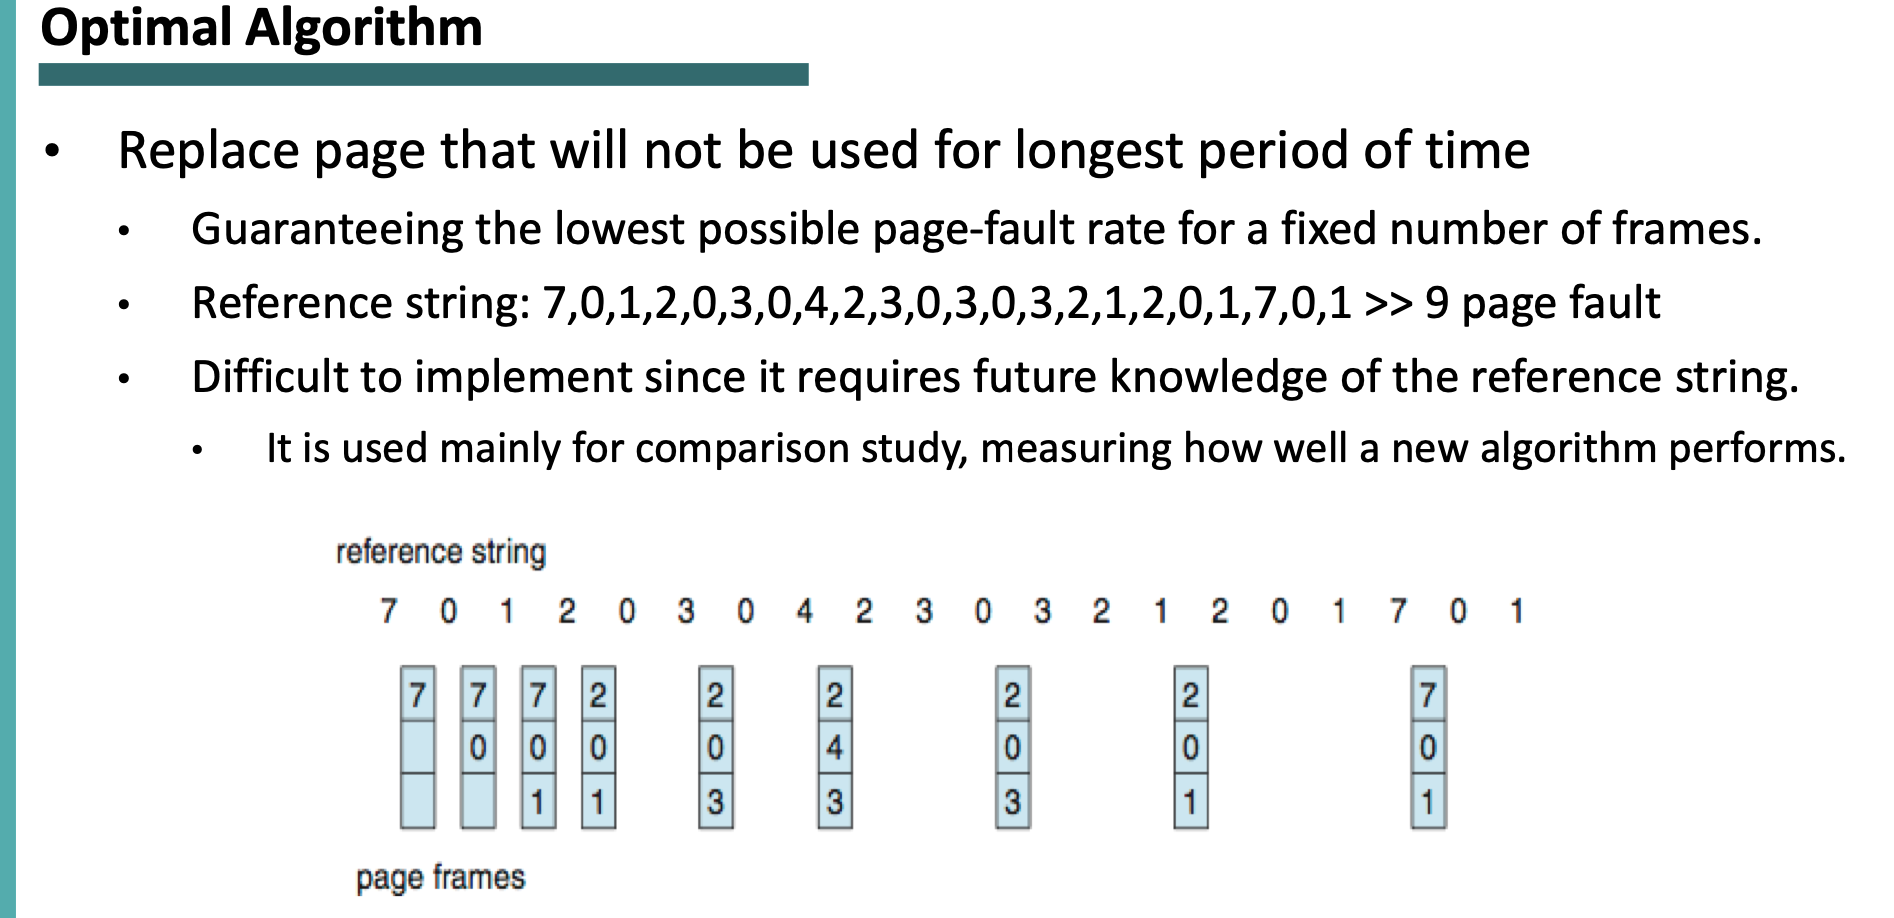 Optimal Algorithm
• Replace page that will not be used for longest period of time
• Guaranteeing the lowest possible page-fault rate for a fixed number of frames.
• Reference string: 7,0,1,2,0,3,0,4,2,3,0,3,0,3,2,1,2,0,1,7,0,1 >> 9 page fault
• Difficult to implement since it requires future knowledge of the reference string.
• It is used mainly for comparison study, measuring how well a new algorithm performs.
reference string
7 0 1 2 0 3 0 4 2 3 0 3 2 1 2 0 1 7 0 1
7 7 7 2 2 2 2 2 7
0 0 0 0 4 0 0 0
1 1 3 3 3 1 1
page frames